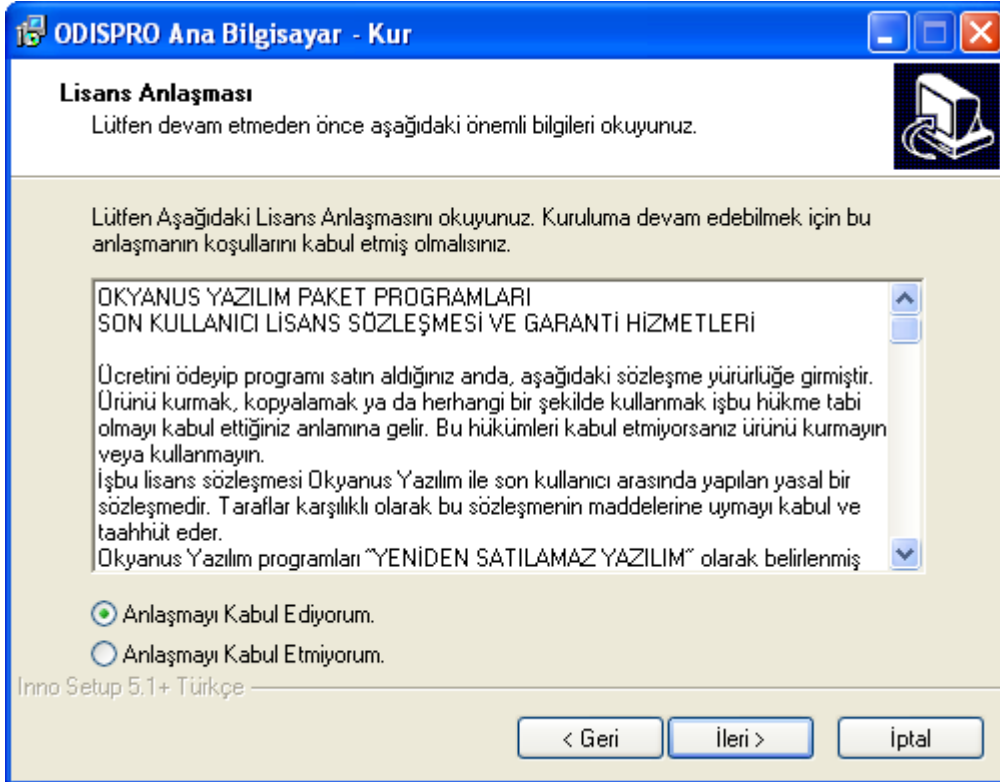 ODISPRO Ana Bilgisayar - Kur
Lisans Anlaşması
Lütfen devam etmeden önce aşağıdaki önemli bilgileri okuyunuz.
Lütfen Aşağıdaki Lisans Anlaşmasını okuyunuz. Kuruluma devam edebilmek için bu
anlaşmanın koşullarını kabul etmiş olmalısınız.
OKYANUS YAZILIM PAKET PROGRAMLARI
SON KULLANICI LİSANS SÖZLEŞMESİ VE GARANTİ HİZMETLERİ
Ücretini ödeyip programı satın aldığınız anda, aşağıdaki sözleşme yürürlüğe girmiştir.
Ürünü kurmak, kopyalamak ya da herhangi bir şekilde kullanmak işbu hükme tabi
olmayı kabul ettiğiniz anlamına gelir. Bu hükümleri kabul etmiyorsanız ürünü kurmayın
veya kullanmayın.
İşbu lisans sözleşmesi Okyanus Yazılım ile son kullanıcı arasında yapılan yasal bir
sözleşmedir. Taraflar karşılıklı olarak bu sözleşmenin maddelerine uymayı kabul ve
taahhüt eder.
Okyanus Yazılım programları “YENİDEN SATILAMAZ YAZILIM” olarak belirlenmiş
Anlaşmayı Kabul Ediyorum.
Anlaşmayı Kabul Etmiyorum.
Inno Setup 5.1+ Türkçe
< Geri
İleri >
İptal